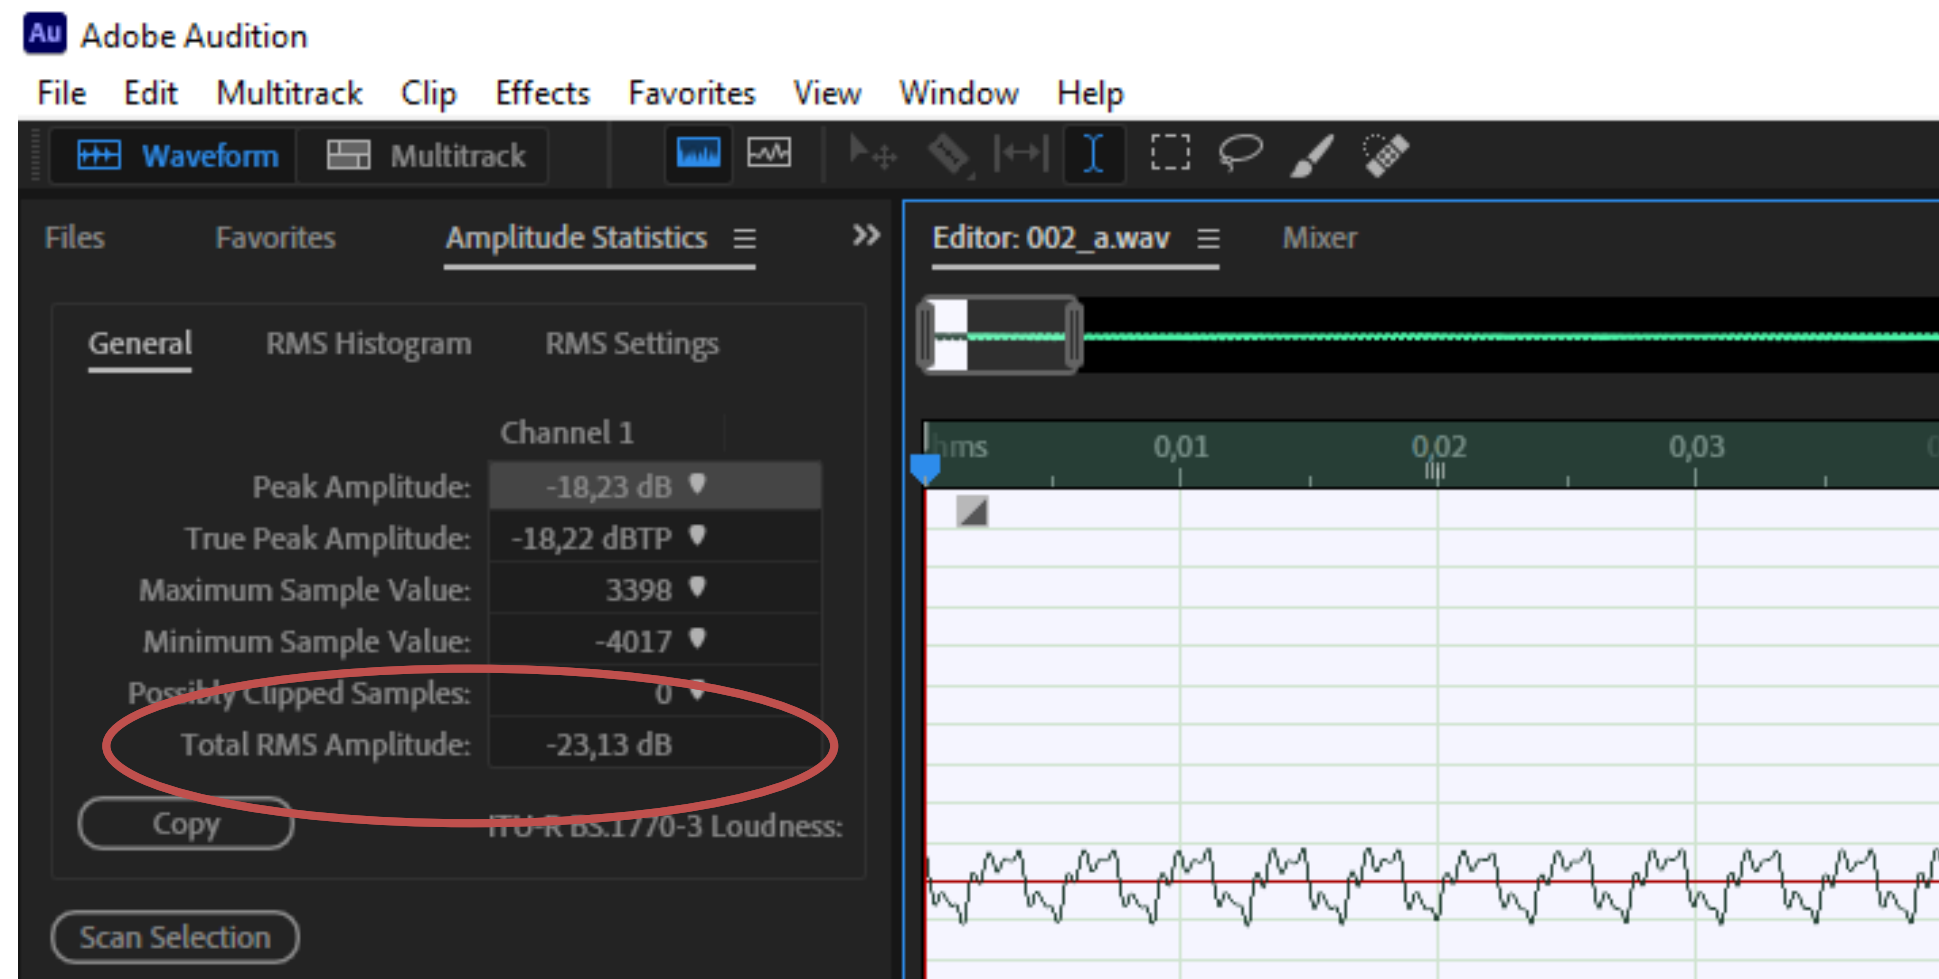 Au Adobe Audition
File Edit Multitrack Clip Effects Favorites View Window Help
Waveform Multitrack
Files Favorites Amplitude Statistics
Editor: 002_a.wav Mixer
General RMS Histogram RMS Settings
Channel 1
Peak Amplitude: -18,23 dB
True Peak Amplitude: -18,22 dBTP
Maximum Sample Value: 3398
Minimum Sample Value: -4017
Possibly Clipped Samples: 0
Total RMS Amplitude: -23,13 dB
Copy ITU-R BS.1770-3 Loudness:
Scan Selection
hms 0,01 0,02 0,03